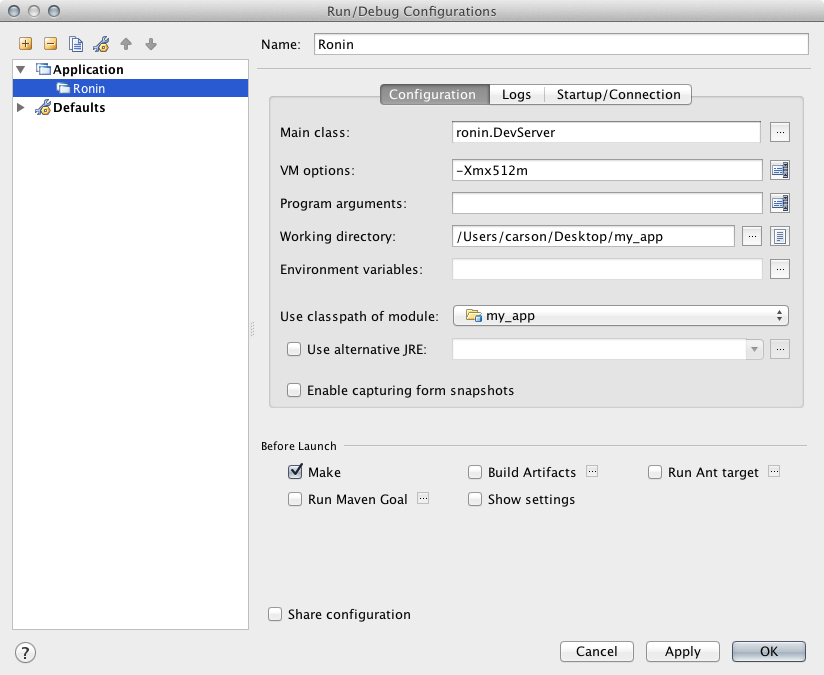 Run/Debug Configurations
Name: Ronin
Application
Ronin
Defaults
Configuration Logs Startup/Connection
Main class: ronin.DevServer ...
VM options: -Xmx512m
Program arguments:
Working directory: /Users/carson/Desktop/my_app ...
Environment variables: ...
Use classpath of module: my_app
Use alternative JRE: ...
Enable capturing form snapshots
Before Launch
Make Build Artifacts ... Run Ant target ...
Run Maven Goal ... Show settings
Share configuration
? Cancel Apply OK